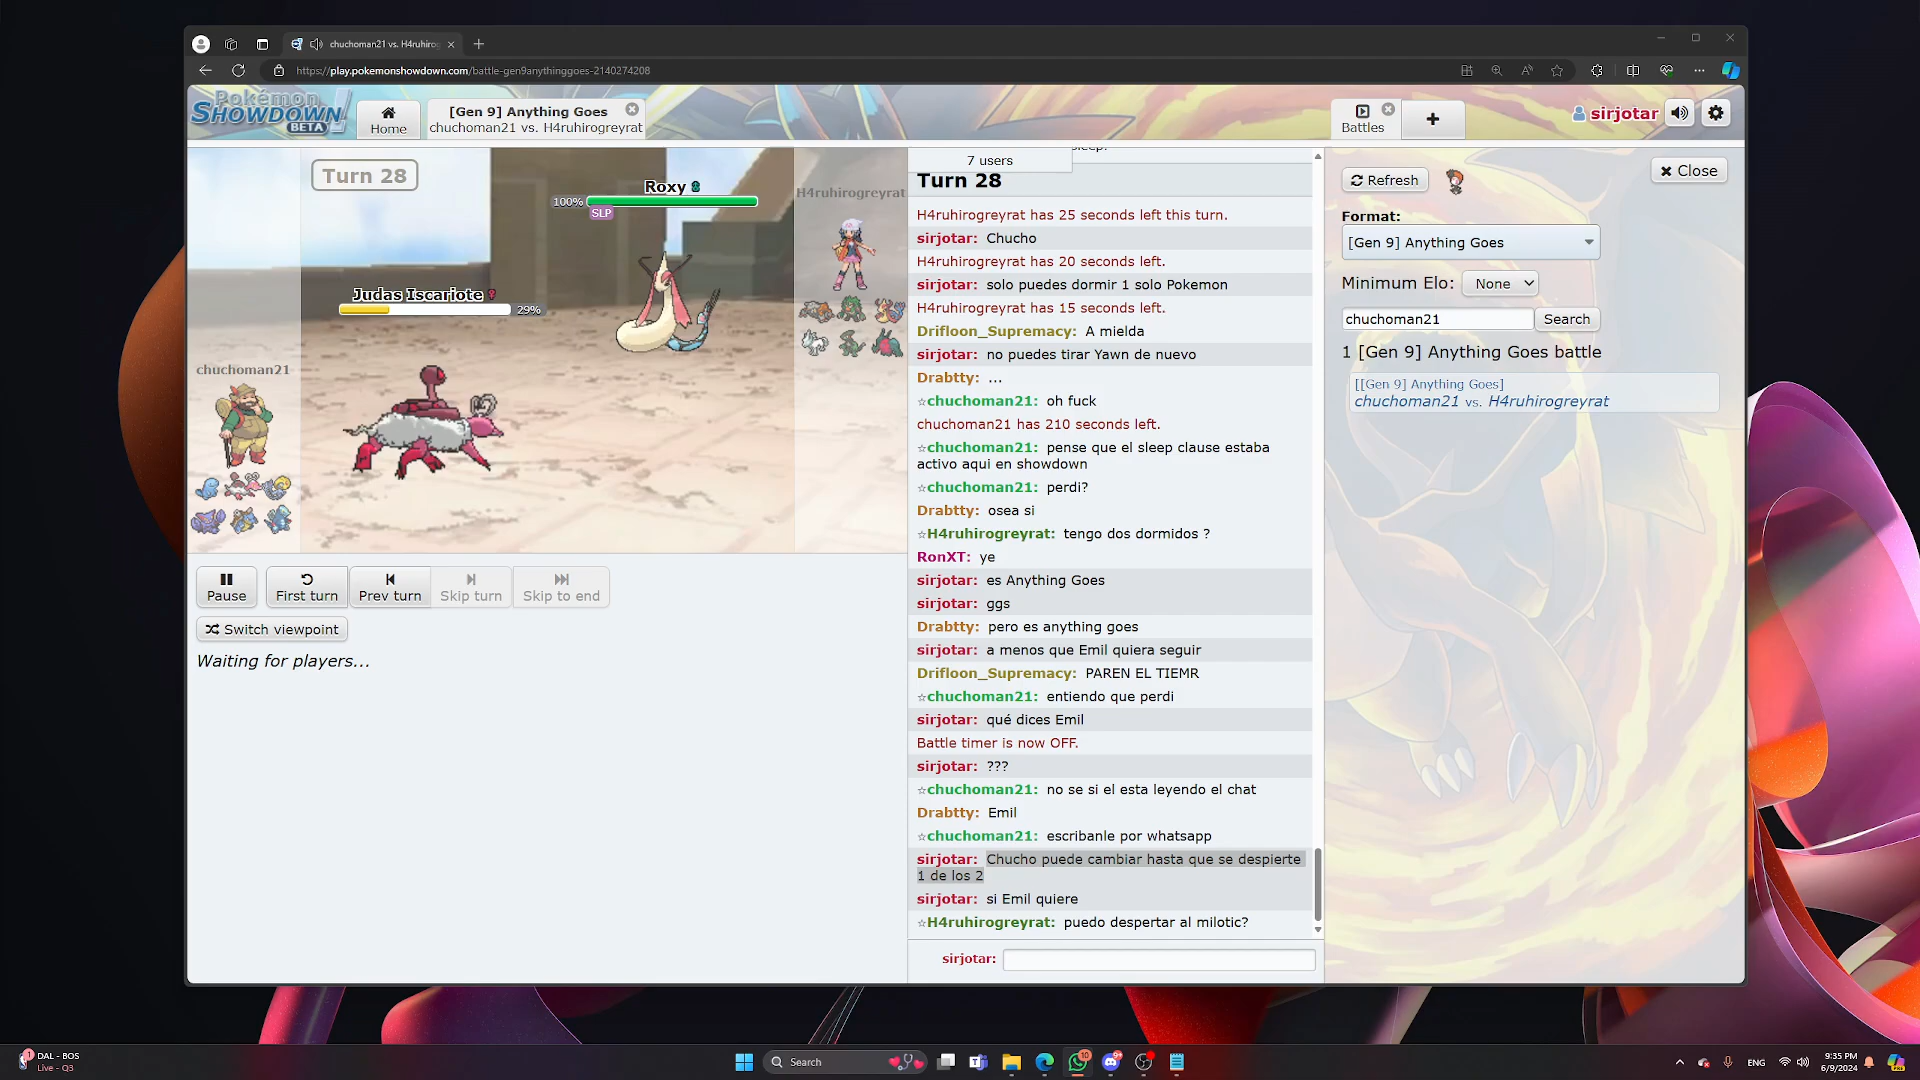 chuchoman21 vs. H4ruhirog
https://play.pokemonshowdown.com/battle-gen9anythinggoes-2140274208
Pokémon
SHOWDOWN!
BETA
Home
[Gen 9] Anything Goes
chuchoman21 vs. H4ruhirogreyrat
Battles
sirjotar
Turn 28
Roxy
100%
SLP
Judas Iscariote
29%
chuchoman21
H4ruhirogreyrat
7 users
Turn 28
H4ruhirogreyrat has 25 seconds left this turn.
sirjotar: Chucho
H4ruhirogreyrat has 20 seconds left.
sirjotar: solo puedes dormir 1 solo Pokemon
H4ruhirogreyrat has 15 seconds left.
Drifloon_Supremacy: A mielda
sirjotar: no puedes tirar Yawn de nuevo
Drabtty: ...
☆chuchoman21: oh fuck
chuchoman21 has 210 seconds left.
☆chuchoman21: pense que el sleep clause estaba
activo aqui en showdown
☆chuchoman21: perdi?
Drabtty: osea si
☆H4ruhirogreyrat: tengo dos dormidos ?
RonXT: ye
sirjotar: es Anything Goes
sirjotar: ggs
Drabtty: pero es anything goes
sirjotar: a menos que Emil quiera seguir
Drifloon_Supremacy: PAREN EL TIEMR
☆chuchoman21: entiendo que perdi
sirjotar: qué dices Emil
Battle timer is now OFF.
sirjotar: ???
☆chuchoman21: no se si el esta leyendo el chat
Drabtty: Emil
☆chuchoman21: escribanle por whatsapp
sirjotar: Chucho puede cambiar hasta que se despierte
1 de los 2
sirjotar: si Emil quiere
☆H4ruhirogreyrat: puedo despertar al milotic?
sirjotar:
Pause
First turn
Prev turn
Skip turn
Skip to end
Switch viewpoint
Waiting for players...
Refresh
Close
Format:
[Gen 9] Anything Goes
Minimum Elo: None
chuchoman21
Search
1 [Gen 9] Anything Goes battle
[[Gen 9] Anything Goes]
chuchoman21 vs. H4ruhirogreyrat
1
DAL - BOS
Live - Q3
Search
10
ENG
9:35 PM
6/9/2024